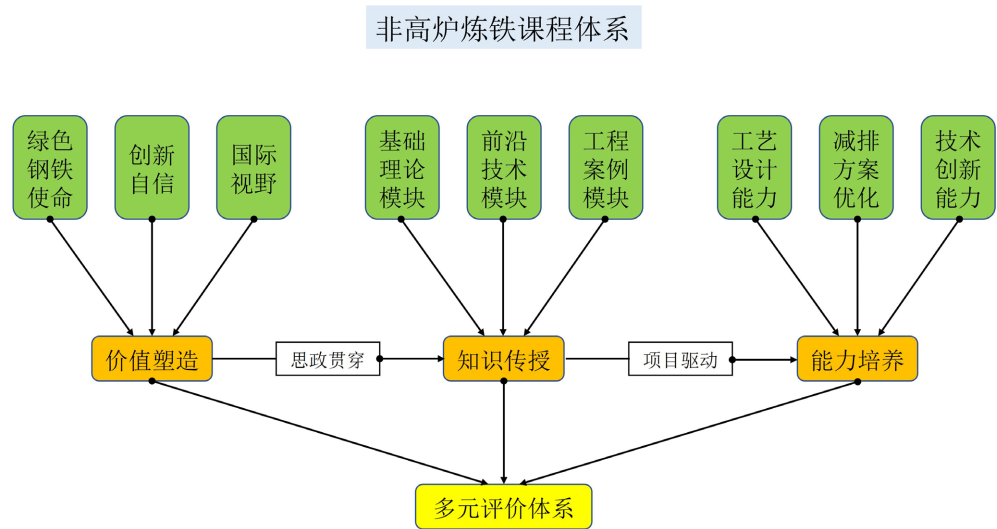 非高炉炼铁课程体系
绿色
钢铁
使命
创新
自信
国际
视野
基础
理论
模块
前沿
技术
模块
工程
案例
模块
工艺
设计
能力
减排
方案
优化
技术
创新
能力
价值塑造
思政贯穿
知识传授
项目驱动
能力培养
多元评价体系